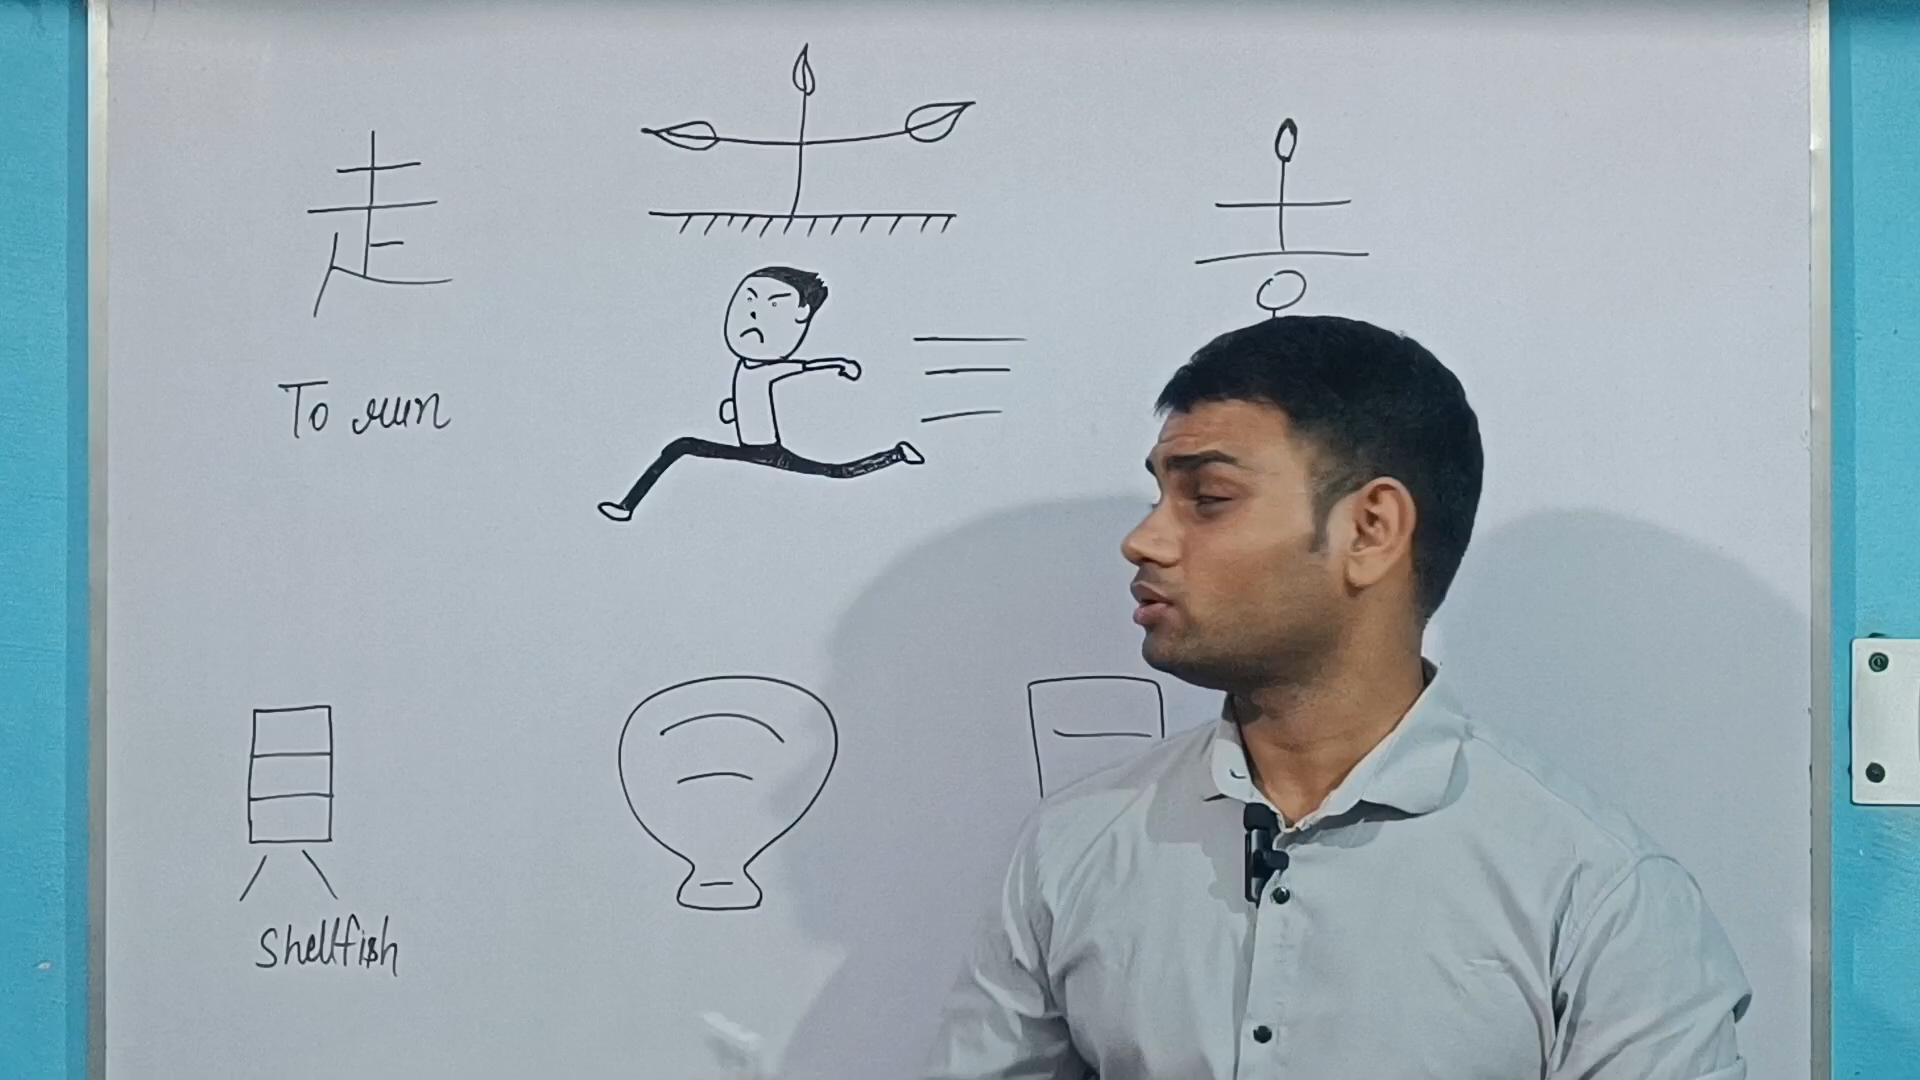 走
To run
貝
Shellfish